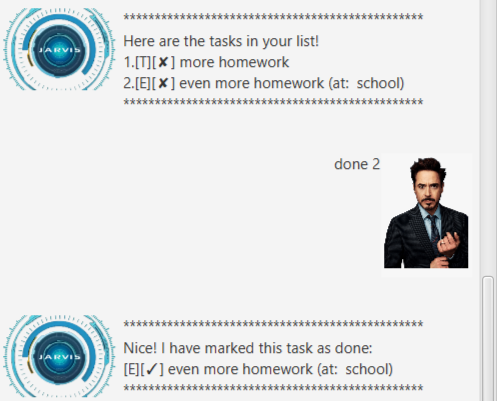 ************************************************
JARVIS
Here are the tasks in your list!
1.[T][✘] more homework
2.[E][✘] even more homework (at:  school)
************************************************
done 2
************************************************
JARVIS
Nice! I have marked this task as done:
[E][✓] even more homework (at:  school)
************************************************